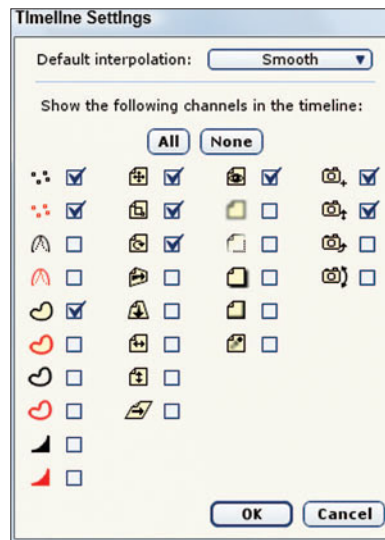 Timeline Settings
Default interpolation: Smooth
Show the following channels in the timeline:
All None
OK Cancel